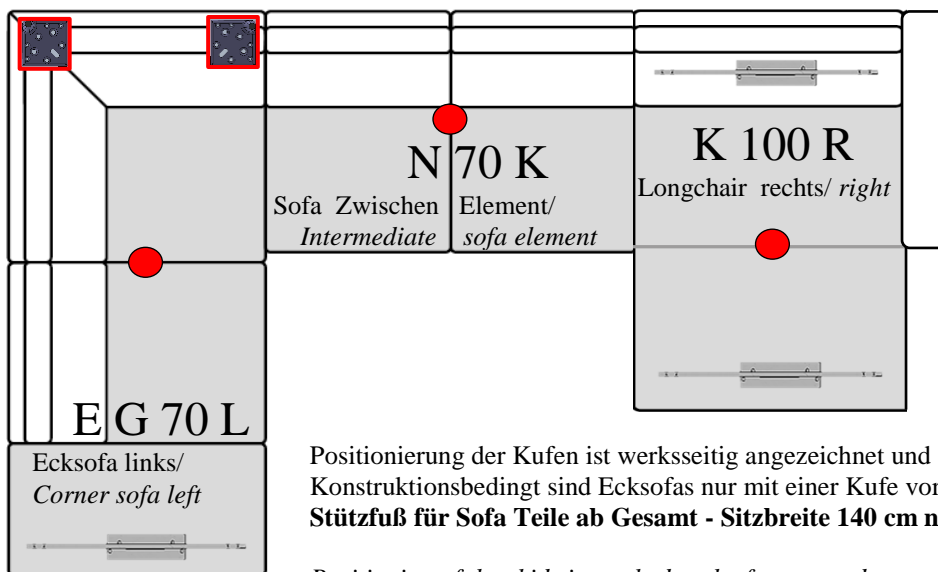 N 70 K
Sofa Zwischen Element/
Intermediate sofa element
K 100 R
Longchair rechts/ right
E G 70 L
Ecksofa links/
Corner sofa left
Positionierung der Kufen ist werksseitig angezeichnet und
Konstruktionsbedingt sind Ecksofas nur mit einer Kufe
Stützfuß für Sofa Teile ab Gesamt - Sitzbreite 140 cm